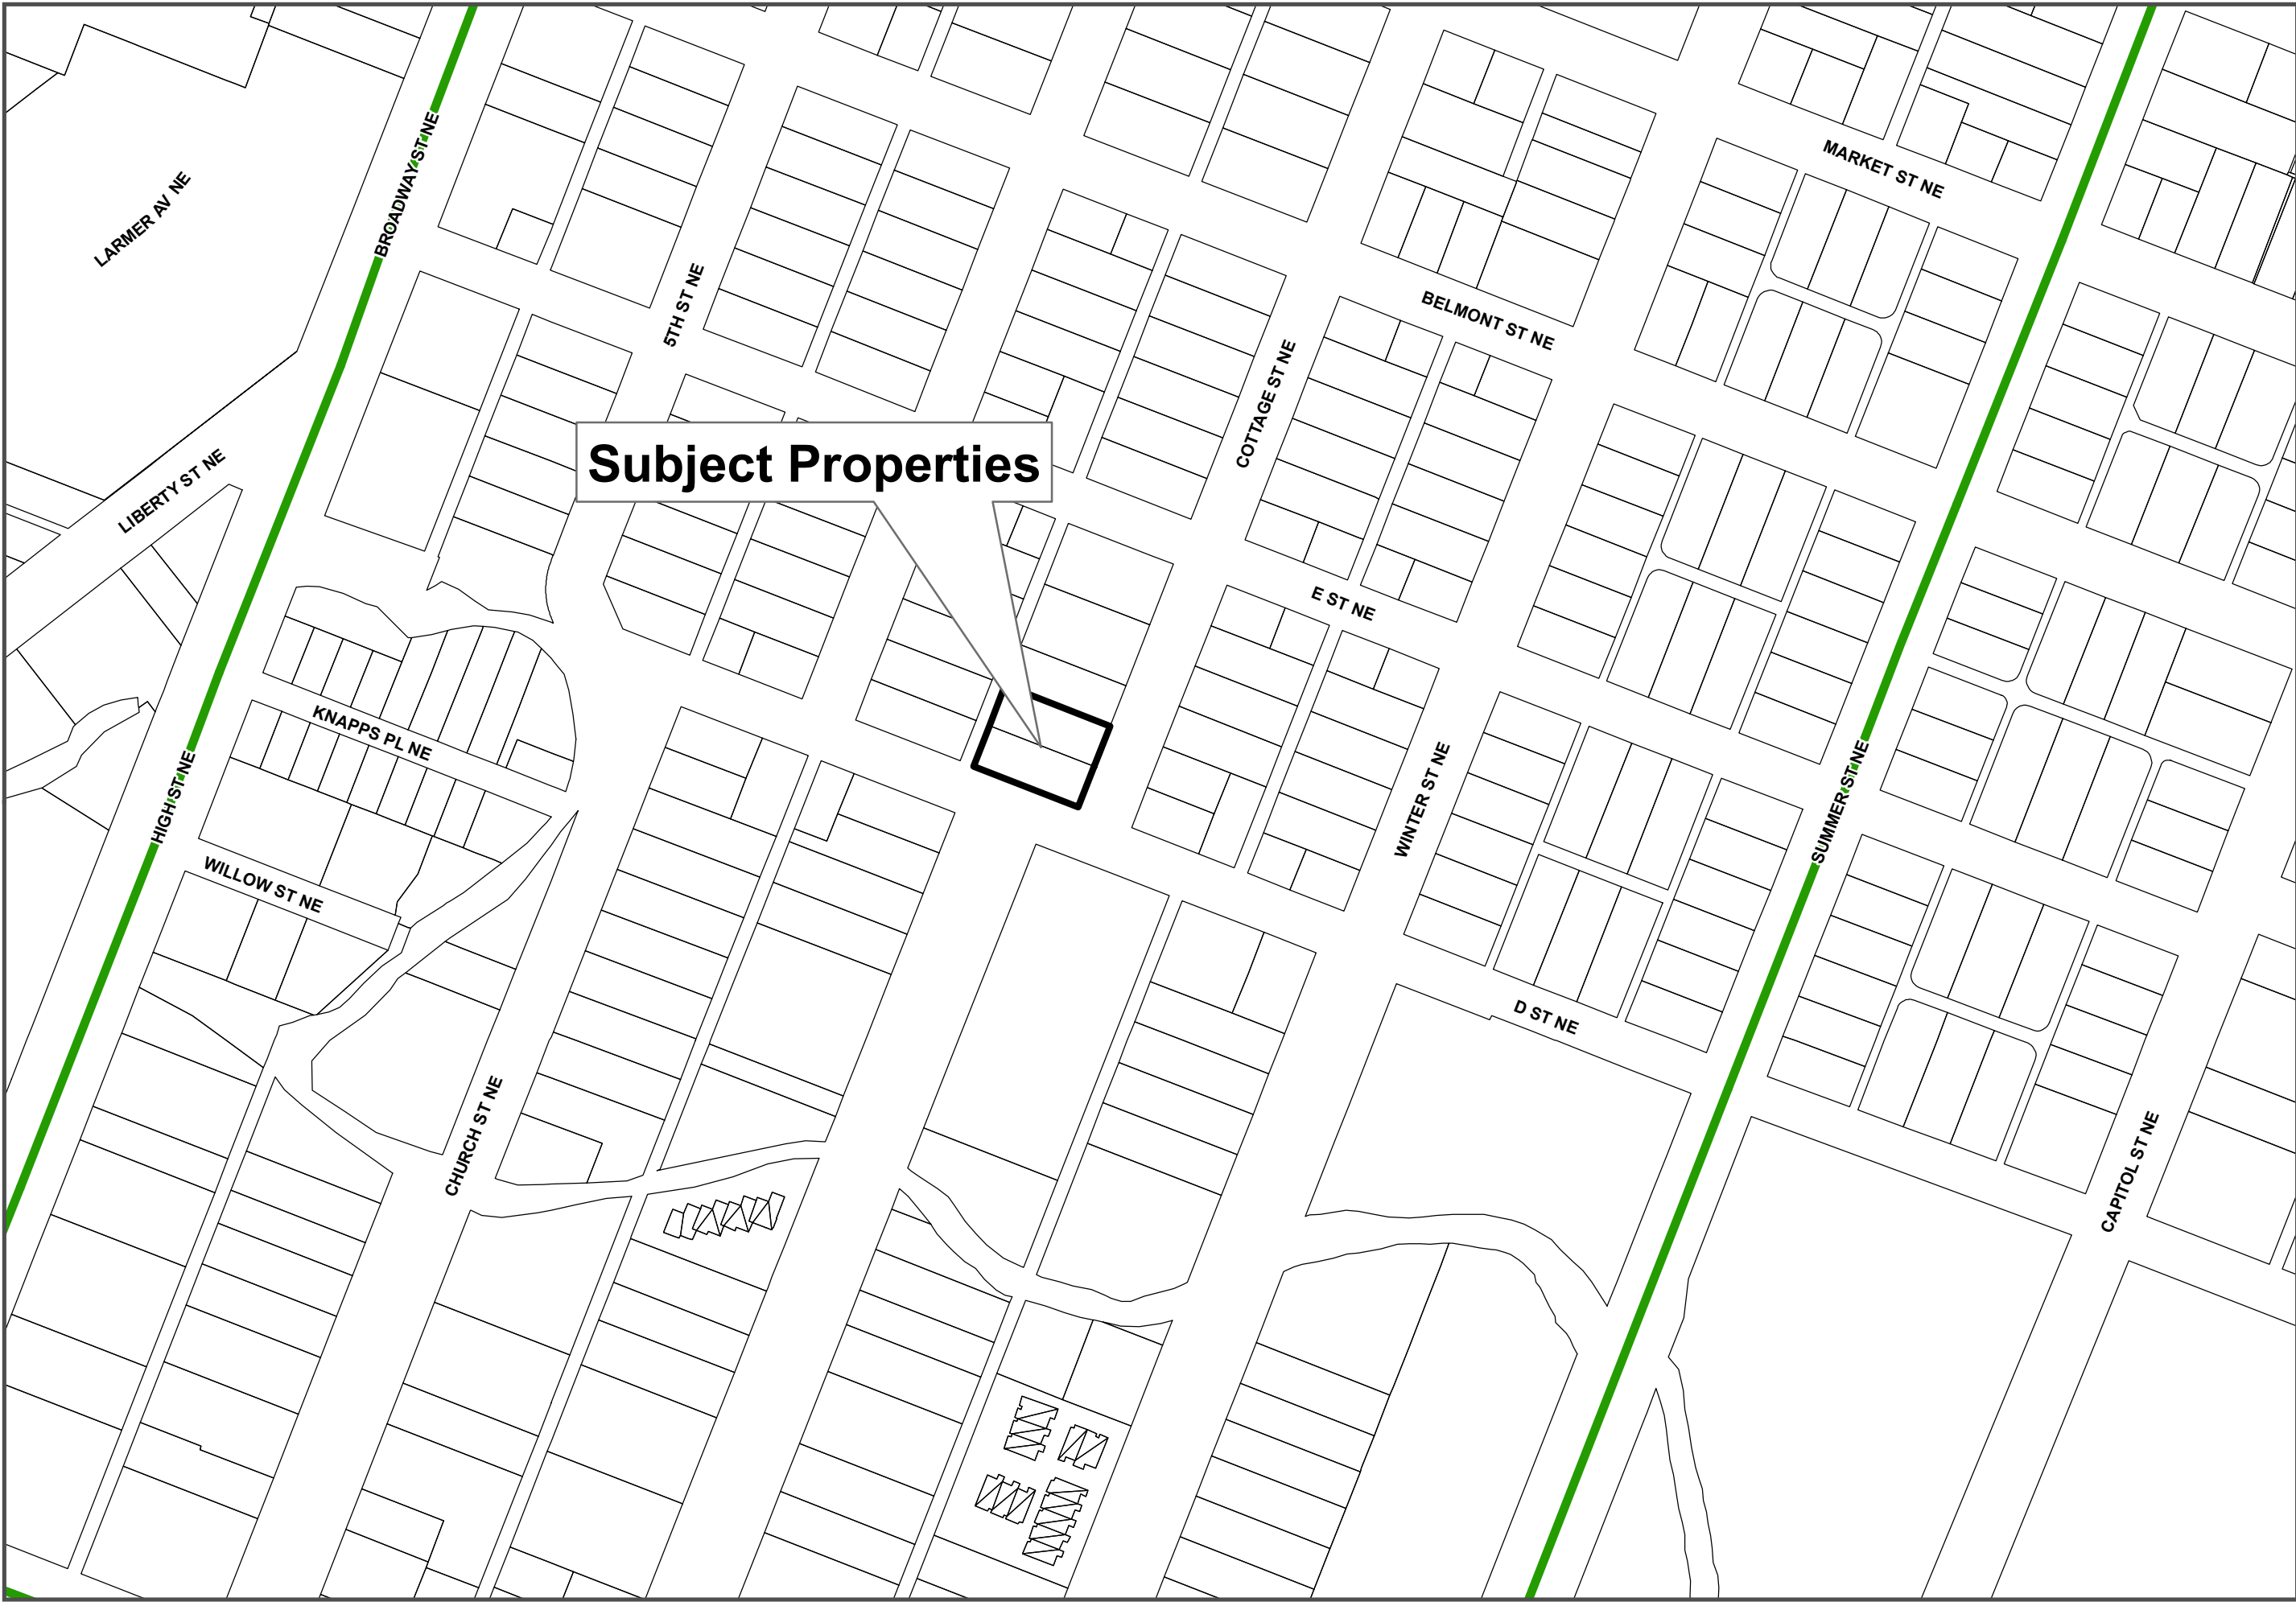 MARKET ST NE
BROADWAY ST NE
LARMER AV NE
5TH ST NE
BELMONT ST NE
COTTAGE ST NE
Subject Properties
LIBERTY ST NE
E ST NE
KNAPPS PL NE
HIGH ST NE
WINTER ST NE
SUMMER ST NE
WILLOW ST NE
D ST NE
CHURCH ST NE
CAPITOL ST NE